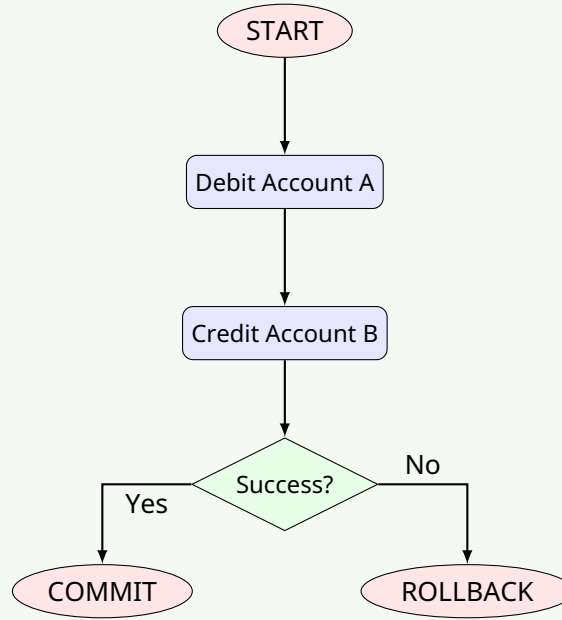 START
Debit Account A
Credit Account B
Success?
No
Yes
COMMIT
ROLLBACK